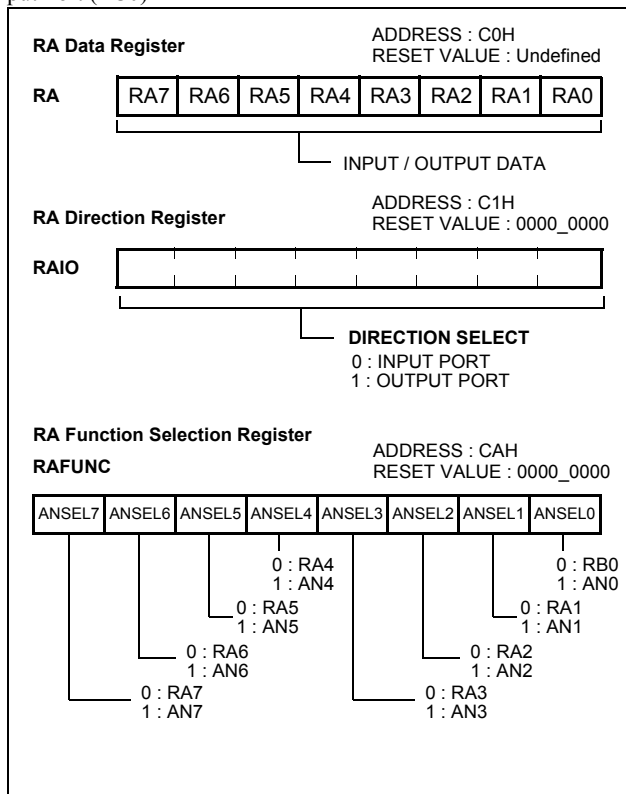 RA Data Register
ADDRESS : C0H
RESET VALUE : Undefined
RA
RA7 RA6 RA5 RA4 RA3 RA2 RA1 RA0
INPUT / OUTPUT DATA
RA Direction Register
ADDRESS : C1H
RESET VALUE : 0000_0000
RAIO
DIRECTION SELECT
0 : INPUT PORT
1 : OUTPUT PORT
RA Function Selection Register
RAFUNC
ADDRESS : CAH
RESET VALUE : 0000_0000
ANSEL7 ANSEL6 ANSEL5 ANSEL4 ANSEL3 ANSEL2 ANSEL1 ANSEL0
0 : RA4
1 : AN4
0 : RB0
1 : AN0
0 : RA5
1 : AN5
0 : RA1
1 : AN1
0 : RA6
1 : AN6
0 : RA2
1 : AN2
0 : RA7
1 : AN7
0 : RA3
1 : AN3